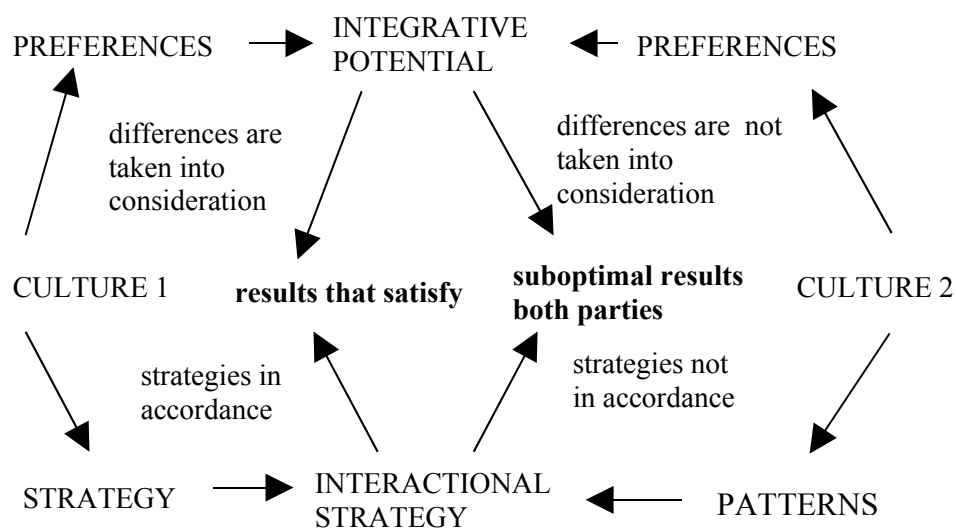 PREFERENCES
INTEGRATIVE
POTENTIAL
PREFERENCES
differences are
taken into
consideration
differences are not
taken into
consideration
CULTURE 1
results that satisfy
suboptimal results
both parties
CULTURE 2
strategies in
accordance
strategies not
in accordance
STRATEGY
INTERACTIONAL
STRATEGY
PATTERNS